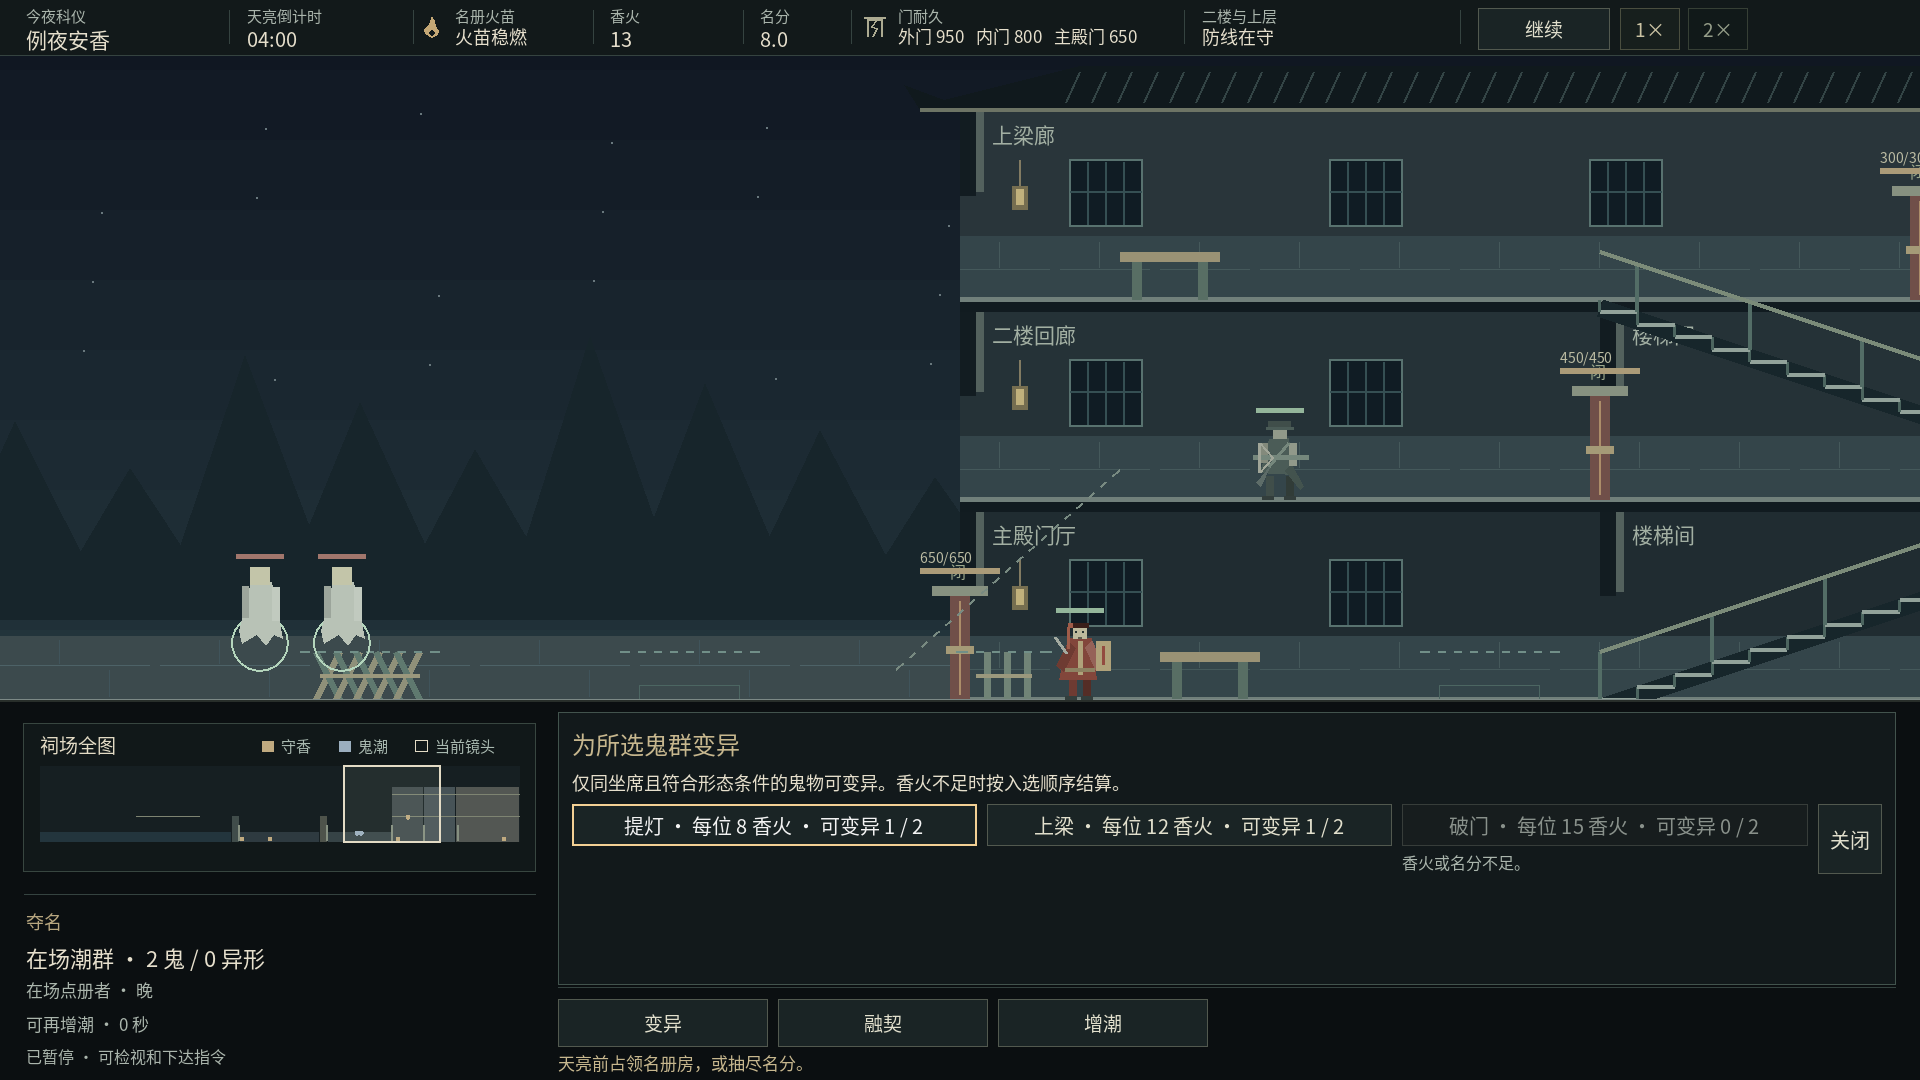 今夜科仪
例夜安香
天亮倒计时
04:00
名册火苗
火苗稳燃
香火
13
名分
8.0
门耐久
外门 950 内门 800 主殿门 650
二楼与上层
防线在守
继续
1×
2×
上梁廊
300/30
二楼回廊
450/450
闭
650/650
闭
主殿门厅
楼梯间
祠场全图
守香
鬼潮
当前镜头
夺名
在场潮群 · 2 鬼 / 0 异形
在场点册者 · 晚
可再增潮 · 0 秒
已暂停 · 可检视和下达指令
为所选鬼群变异
仅同坐席且符合形态条件的鬼物可变异。香火不足时按入选顺序结算。
提灯 · 每位 8 香火 · 可变异 1 / 2
上梁 · 每位 12 香火 · 可变异 1 / 2
破门 · 每位 15 香火 · 可变异 0 / 2
香火或名分不足。
关闭
变异
融契
增潮
天亮前占领名册房，或抽尽名分。